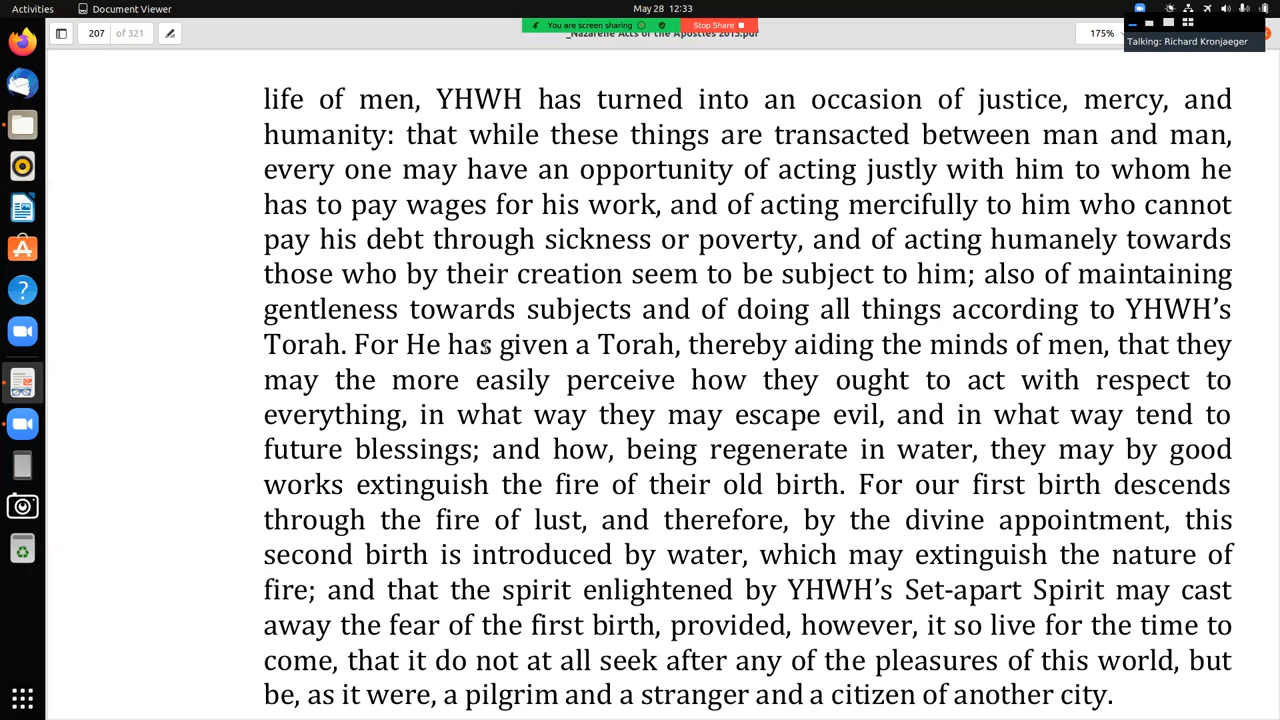 Activities
Document Viewer
May 28 12:33
You are screen sharing
Stop Share
207
of 321
_Nazarene Acts of the Apostles 2015.pdf
175%
Talking: Richard Kronjaeger
life of men, YHWH has turned into an occasion of justice, mercy, and
humanity: that while these things are transacted between man and man,
every one may have an opportunity of acting justly with him to whom he
has to pay wages for his work, and of acting mercifully to him who cannot
pay his debt through sickness or poverty, and of acting humanely towards
those who by their creation seem to be subject to him; also of maintaining
gentleness towards subjects and of doing all things according to YHWH’s
Torah. For He has given a Torah, thereby aiding the minds of men, that they
may the more easily perceive how they ought to act with respect to
everything, in what way they may escape evil, and in what way tend to
future blessings; and how, being regenerate in water, they may by good
works extinguish the fire of their old birth. For our first birth descends
through the fire of lust, and therefore, by the divine appointment, this
second birth is introduced by water, which may extinguish the nature of
fire; and that the spirit enlightened by YHWH’s Set-apart Spirit may cast
away the fear of the first birth, provided, however, it so live for the time to
come, that it do not at all seek after any of the pleasures of this world, but
be, as it were, a pilgrim and a stranger and a citizen of another city.